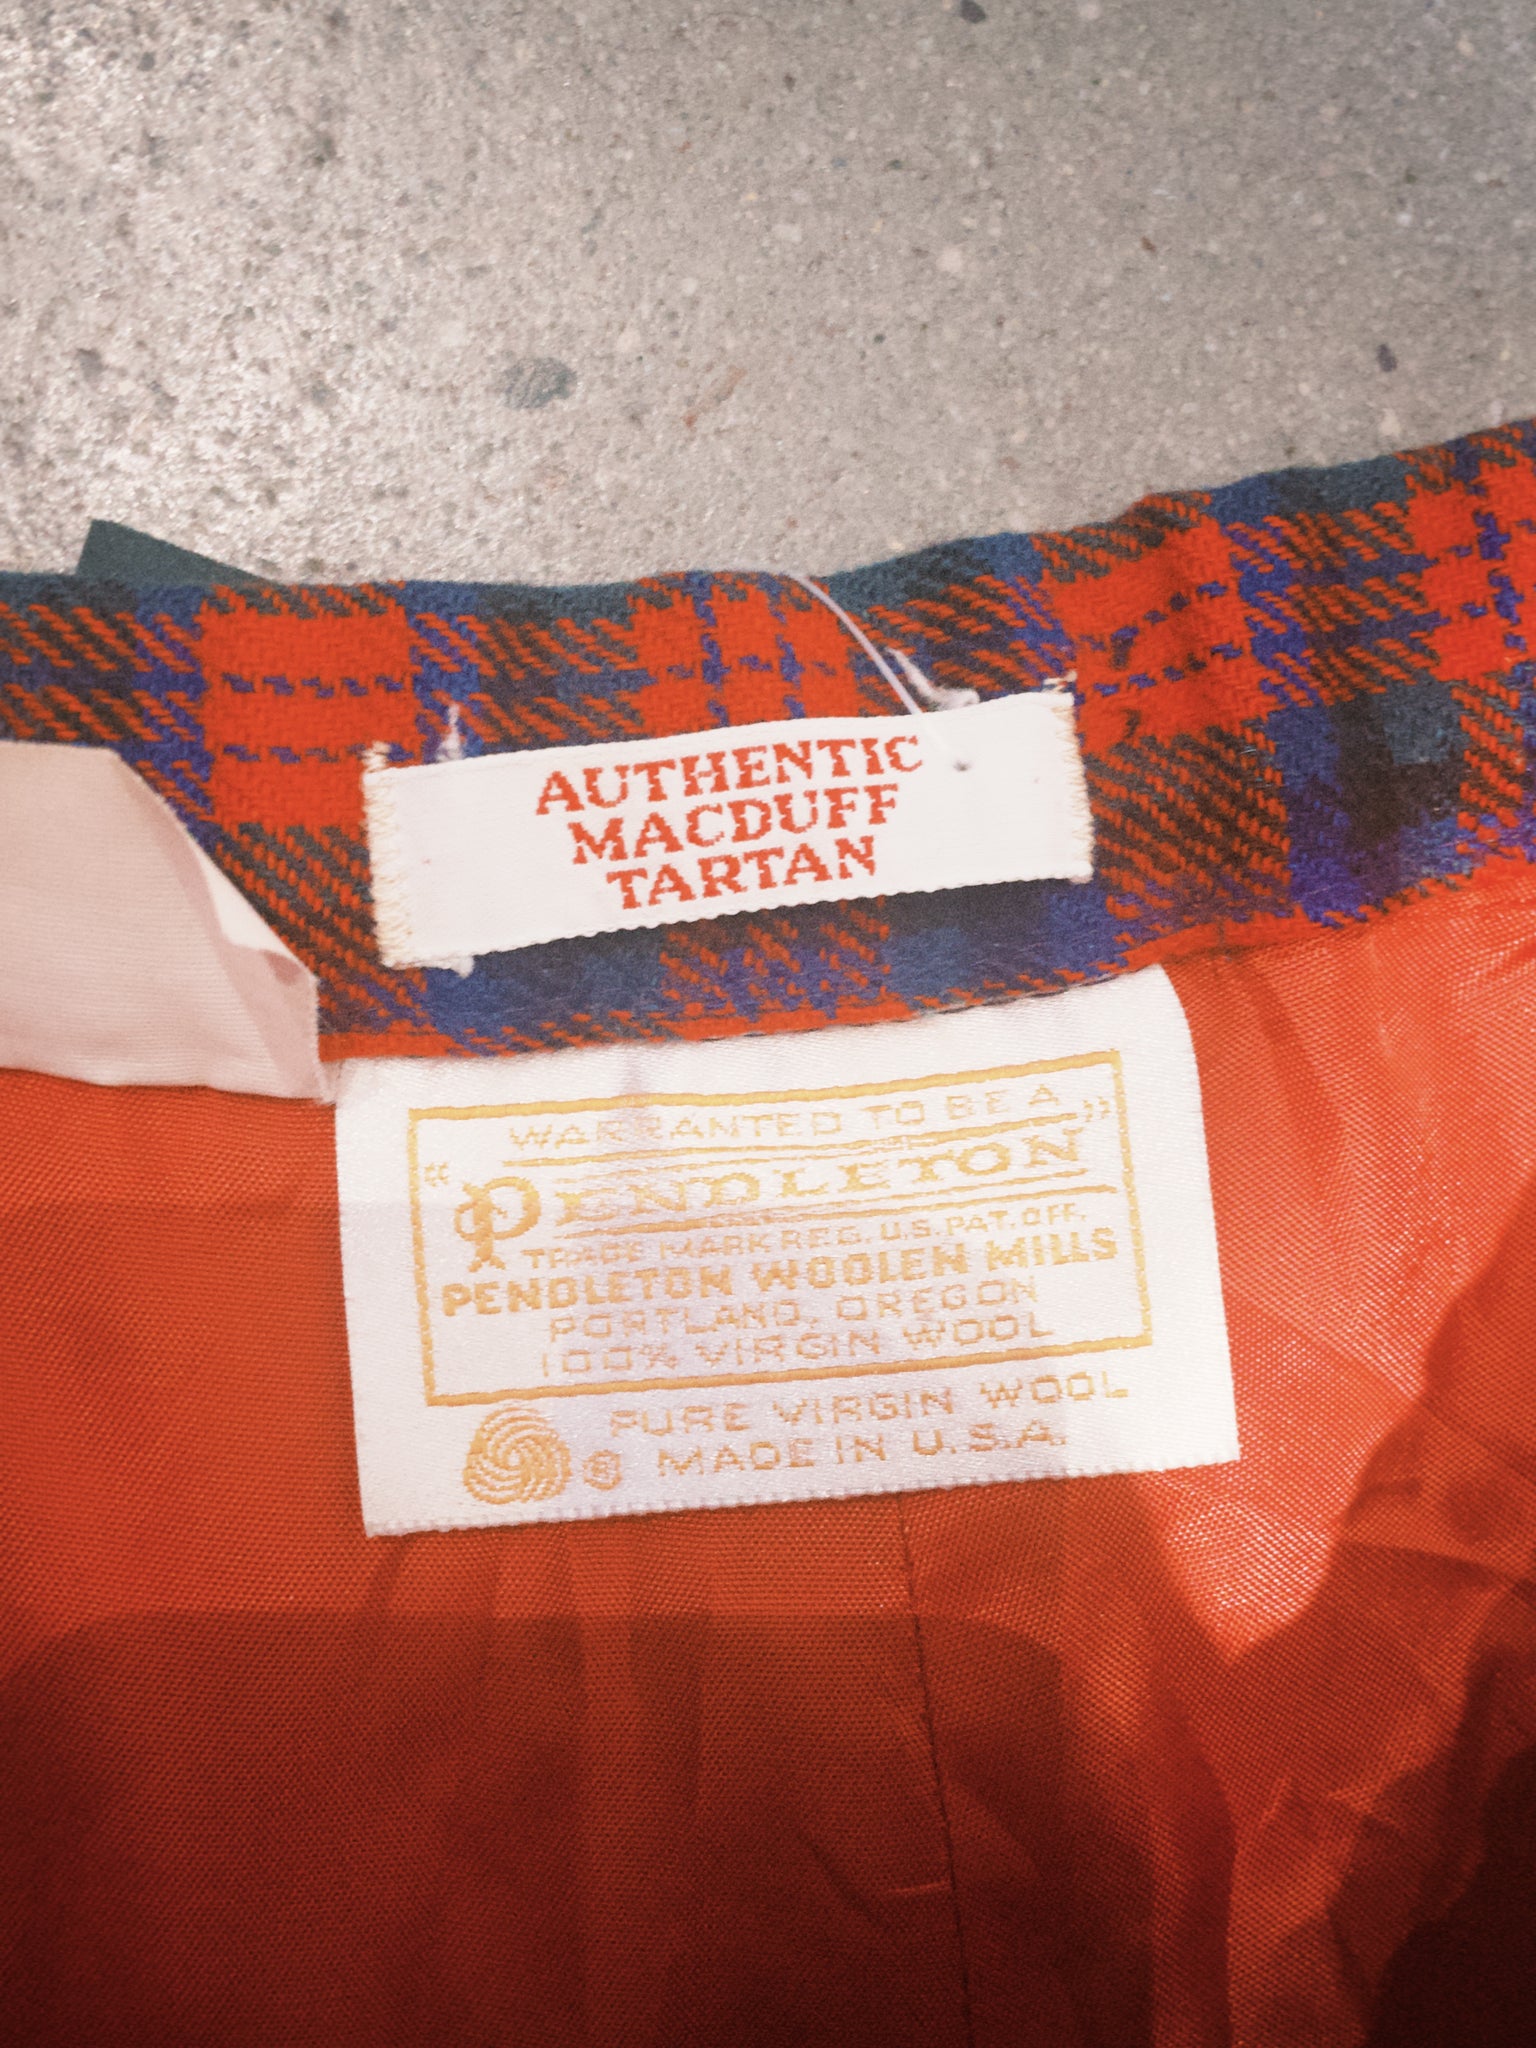 AUTHENTIC
MACDUFF
TARTAN
WARRANTED TO BE A
"PENDLETON"
TRADE MARK REG. U.S. PAT. OFF.
PENDLETON WOOLEN MILLS
PORTLAND, OREGON
100% VIRGIN WOOL
PURE VIRGIN WOOL
® MADE IN U.S.A.